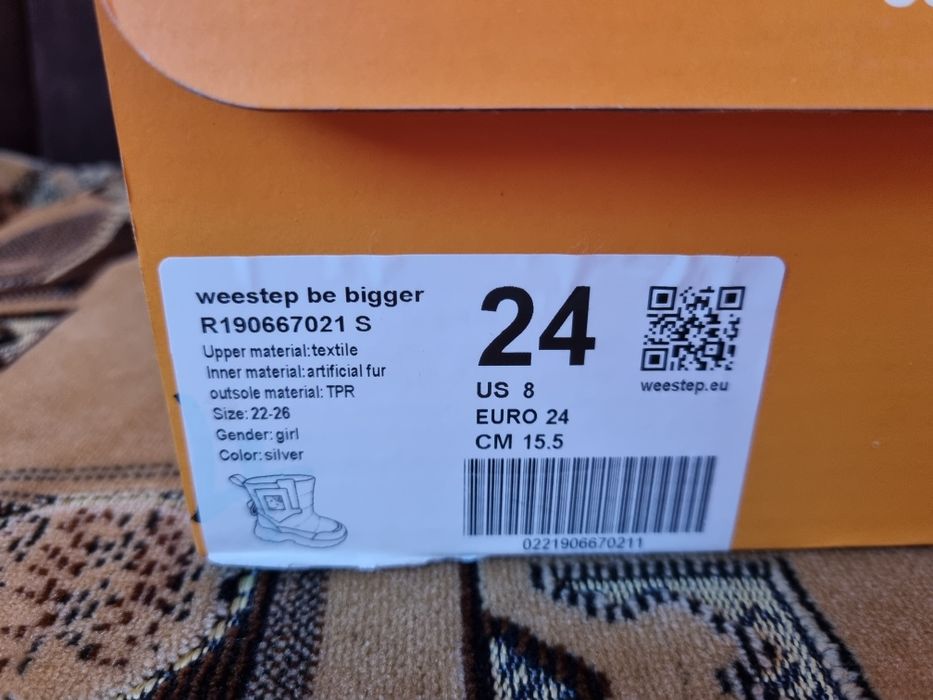 weestep be bigger
R190667021 S
Upper material:textile
Inner material:artificial fur
outsole material: TPR
Size: 22-26
Gender: girl
Color: silver
24
US 8
EURO 24
CM 15.5
0221906670211
weestep.eu